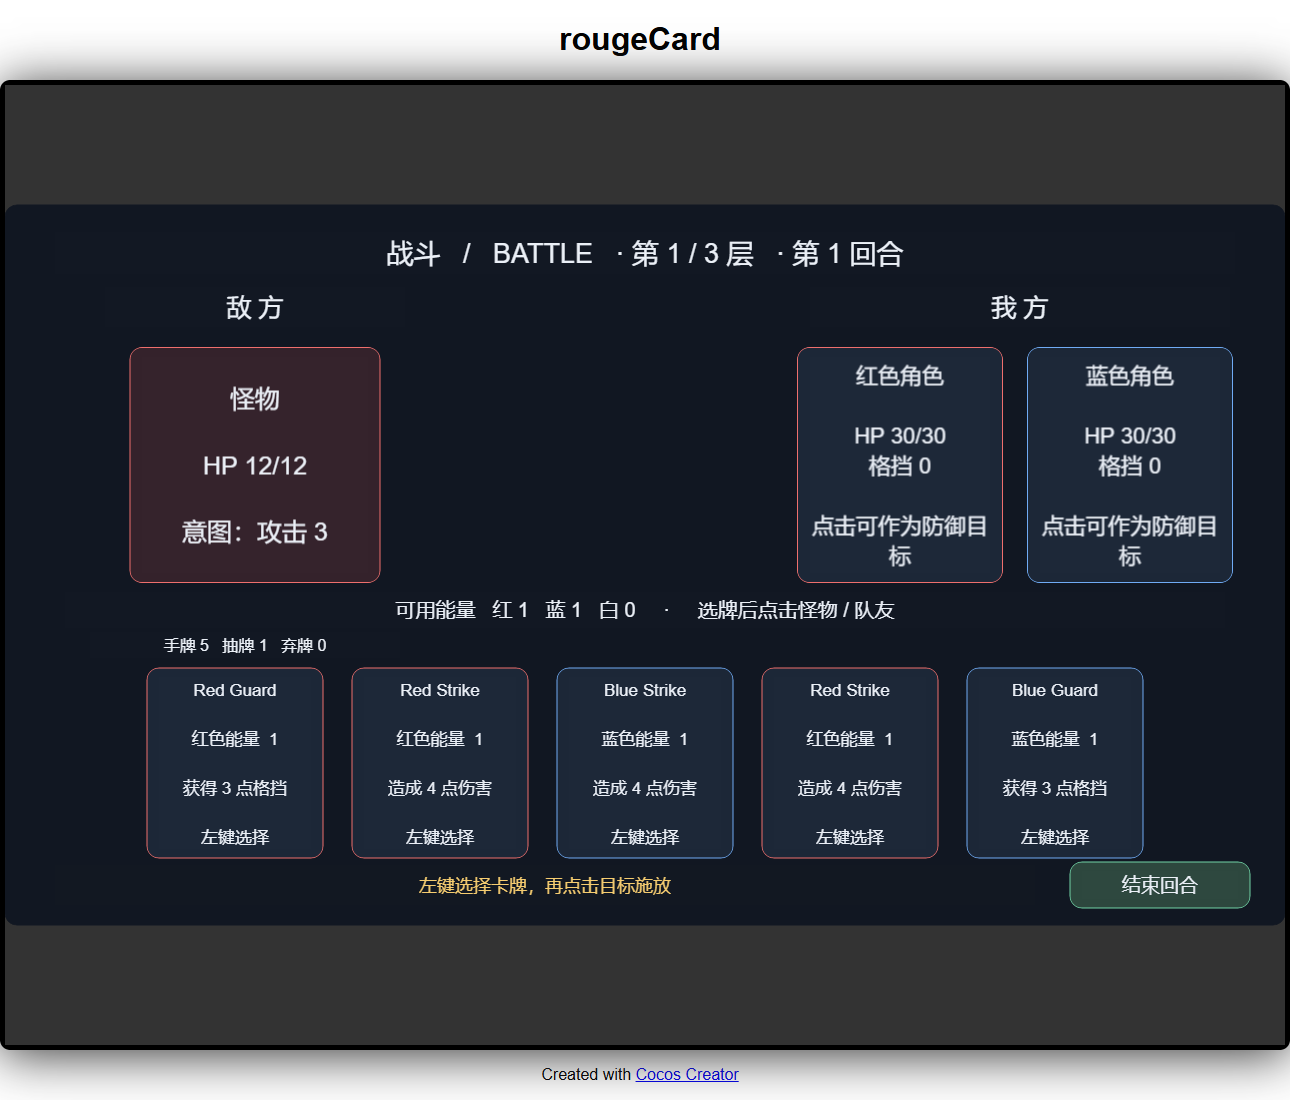 rougeCard
战斗 / BATTLE · 第 1 / 3 层 · 第 1 回合
敌 方
我 方
怪物
HP 12/12
意图：攻击 3
红色角色
HP 30/30
格挡 0
点击可作为防御目
标
蓝色角色
HP 30/30
格挡 0
点击可作为防御目
标
可用能量 红 1 蓝 1 白 0 · 选牌后点击怪物 / 队友
手牌 5 抽牌 1 弃牌 0
Red Guard
红色能量 1
获得 3 点格挡
左键选择
Red Strike
红色能量 1
造成 4 点伤害
左键选择
Blue Strike
蓝色能量 1
造成 4 点伤害
左键选择
Red Strike
红色能量 1
造成 4 点伤害
左键选择
Blue Guard
蓝色能量 1
获得 3 点格挡
左键选择
左键选择卡牌，再点击目标施放
结束回合
Created with Cocos Creator